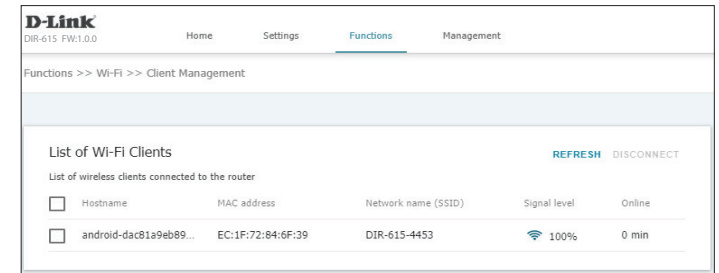 D-Link
DIR-615 FW:1.0.0 Home Settings Functions Management
Functions >> Wi-Fi >> Client Management
List of Wi-Fi Clients REFRESH DISCONNECT
List of wireless clients connected to the router
Hostname MAC address Network name (SSID) Signal level Online
android-dac81a9eb89... EC:1F:72:84:6F:39 DIR-615-4453 100% 0 min